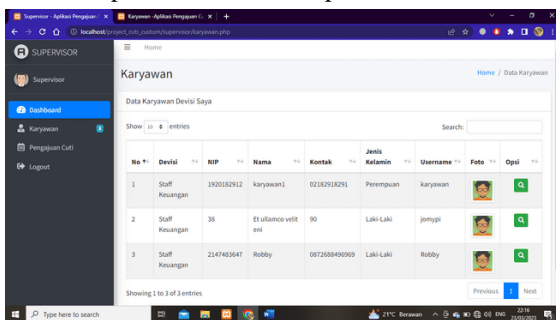 Supervisor - Aplikasi Pengajuan
Karyawan - Aplikasi Pengajuan C
localhost/project_cuti_custom/supervisor/karyawan.php
SUPERVISOR
Home
Supervisor
Karyawan
Home / Data Karyawan
Dashboard
Data Karyawan Devisi Saya
Karyawan 3
Show 10 entries
Search:
Pengajuan Cuti
Logout
No Devisi NIP Nama Kontak Jenis Kelamin Username Foto Opsi
1 Staff Keuangan 1920182912 karyawan1 02182918291 Perempuan karyawan
2 Staff Keuangan 38 Et ullamco velit eni 90 Laki-Laki jomypi
3 Staff Keuangan 2147483647 Robby 0872688496969 Laki-Laki Robby
Showing 1 to 3 of 3 entries
Previous 1 Next
Type here to search
21°C Berawan
ENG
22:16
23/01/2023